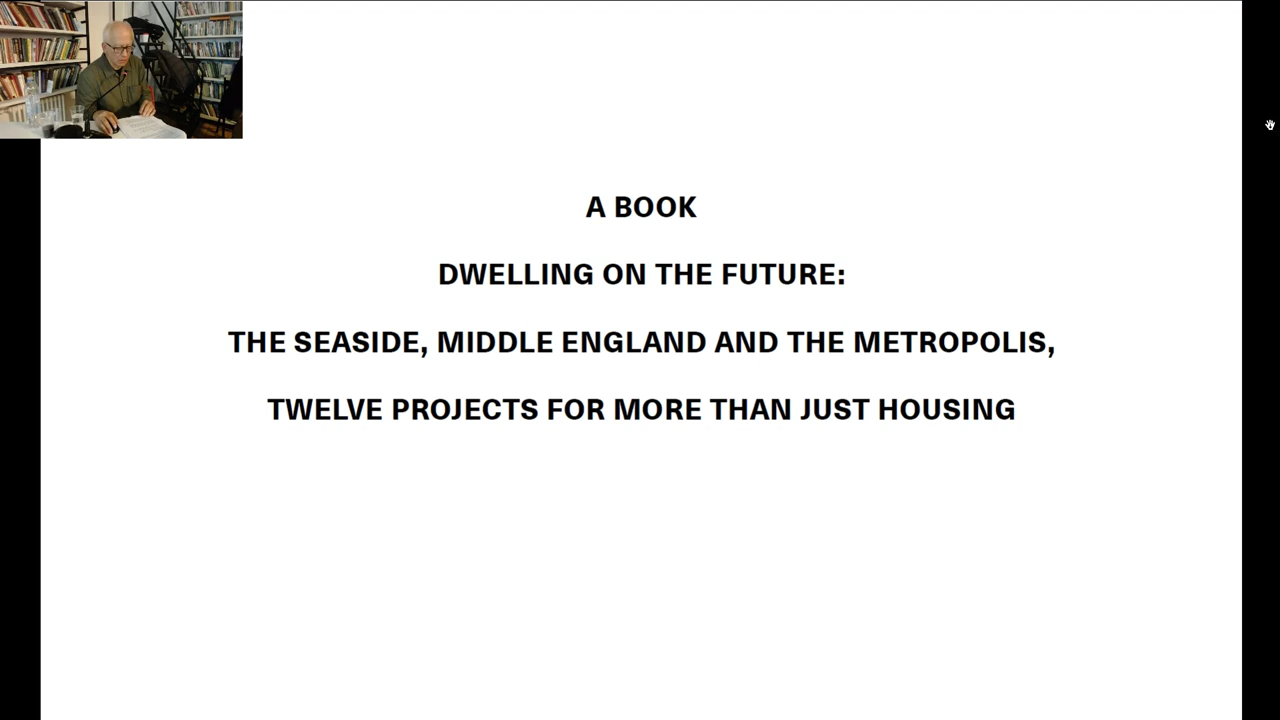 A BOOK
DWELLING ON THE FUTURE:
THE SEASIDE, MIDDLE ENGLAND AND THE METROPOLIS,
TWELVE PROJECTS FOR MORE THAN JUST HOUSING